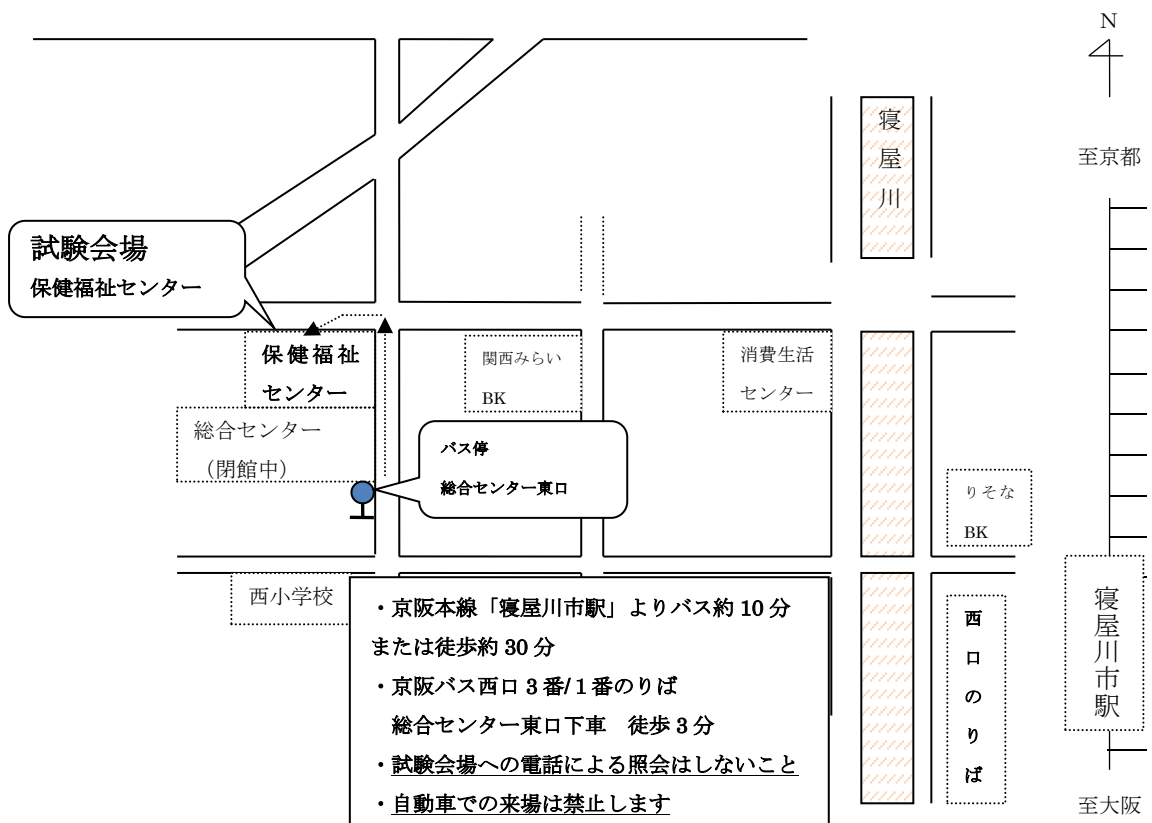 N
至京都
寝屋川
試験会場
保健福祉センター
保健福祉
センター
関西みらい
BK
消費生活
センター
総合センター
（閉館中）
バス停
総合センター東口
りそな
BK
西小学校
・京阪本線「寝屋川市駅」よりバス約 10 分
または徒歩約 30 分
・京阪バス西口 3 番/１番のりば
総合センター東口下車　徒歩 3 分
・試験会場への電話による照会はしないこと
・自動車での来場は禁止します
西口のりば
寝屋川市駅
至大阪